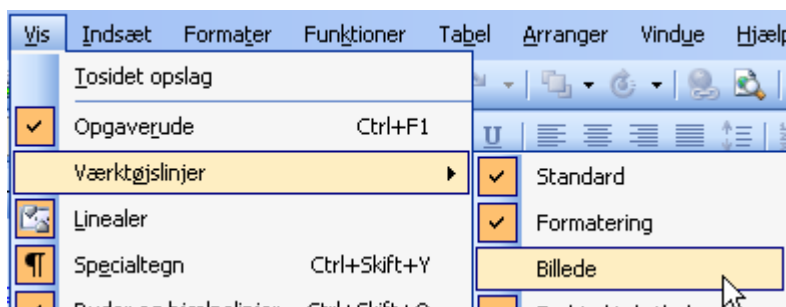 Vis Indsæt Formater Funktioner Tabel Arranger Vindue Hjælp
Tosidet opslag
Opgaverude Ctrl+F1
U
Værktøjslinjer
Standard
Linealer
Formatering
Specialtegn Ctrl+Skift+Y
Billede